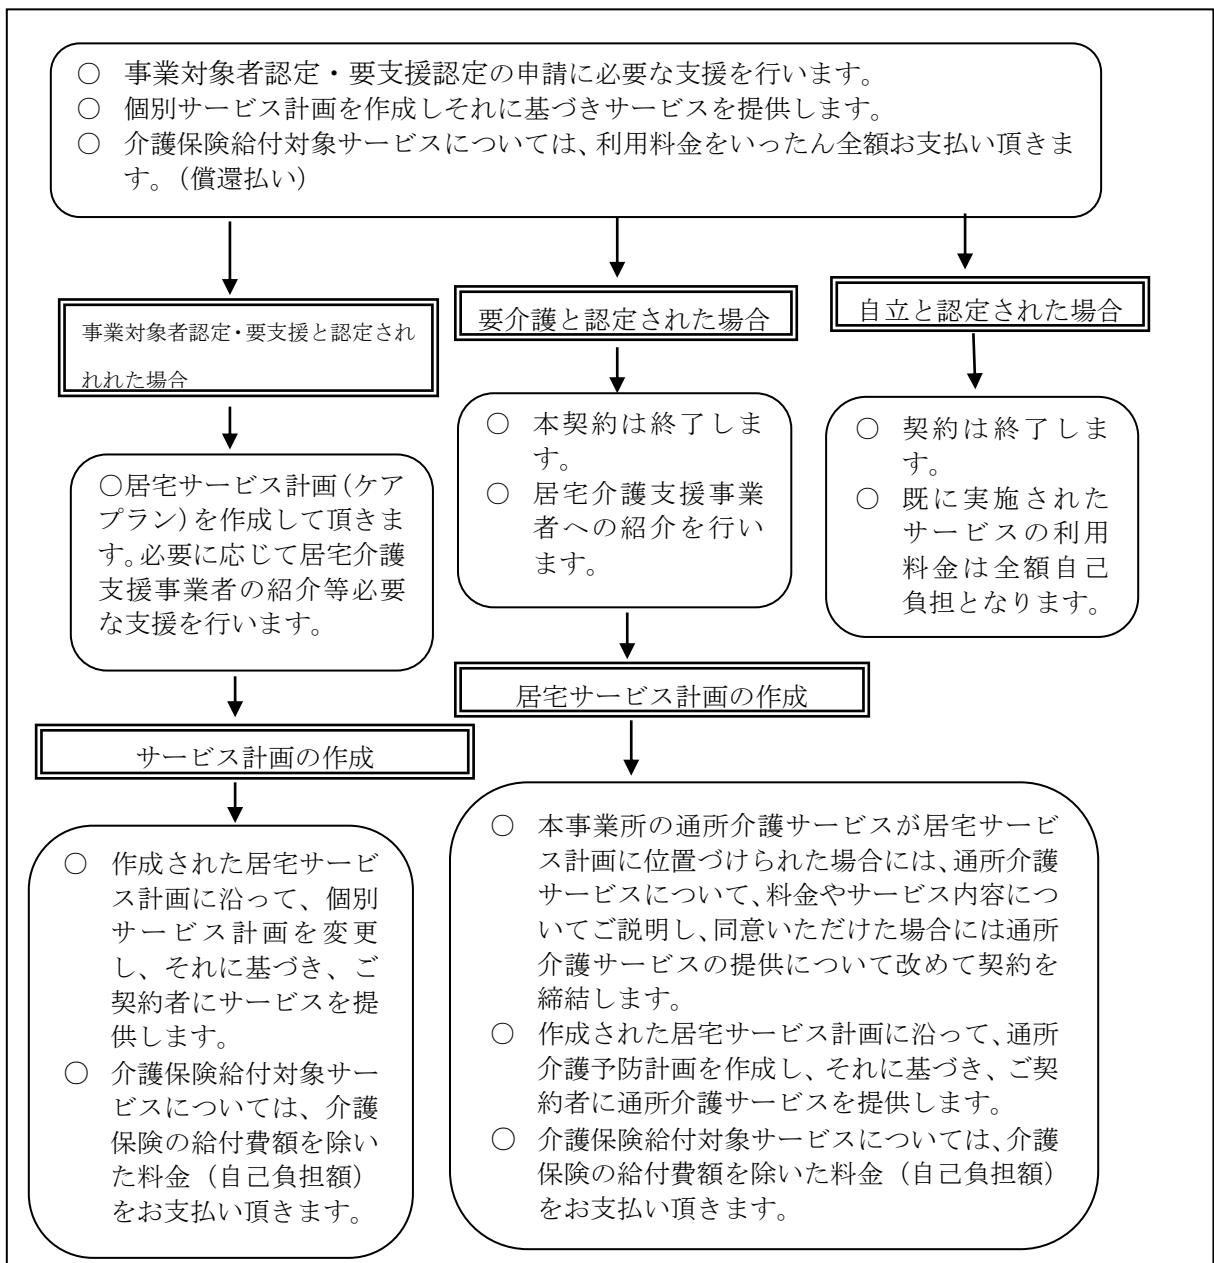 ○ 事業対象者認定・要支援認定の申請に必要な支援を行います。
○ 個別サービス計画を作成しそれに基づきサービスを提供します。
○ 介護保険給付対象サービスについては、利用料金をいったん全額お支払い頂きま
す。（償還払い）
事業対象者認定・要支援と認定され
れれた場合
○居宅サービス計画（ケア
プラン）を作成して頂きま
す。必要に応じて居宅介護
支援事業者の紹介等必要
な支援を行います。
サービス計画の作成
○ 作成された居宅サービ
ス計画に沿って、個別
サービス計画を変更
し、それに基づき、ご
契約者にサービスを提
供します。
○ 介護保険給付対象サー
ビスについては、介護
保険の給付費額を除い
た料金（自己負担額）
をお支払い頂きます。
要介護と認定された場合
○ 本契約は終了しま
す。
○ 居宅介護支援事業
者への紹介を行い
ます。
居宅サービス計画の作成
○ 本事業所の通所介護サービスが居宅サービ
ス計画に位置づけられた場合には、通所介護
サービスについて、料金やサービス内容につ
いてご説明し、同意いただけた場合には通所
介護サービスの提供について改めて契約を
締結します。
○ 作成された居宅サービス計画に沿って、通所
介護予防計画を作成し、それに基づき、ご契
約者に通所介護サービスを提供します。
○ 介護保険給付対象サービスについては、介護
保険の給付費額を除いた料金（自己負担額）
をお支払い頂きます。
自立と認定された場合
○ 契約は終了しま
す。
○ 既に実施された
サービスの利用
料金は全額自己
負担となります。